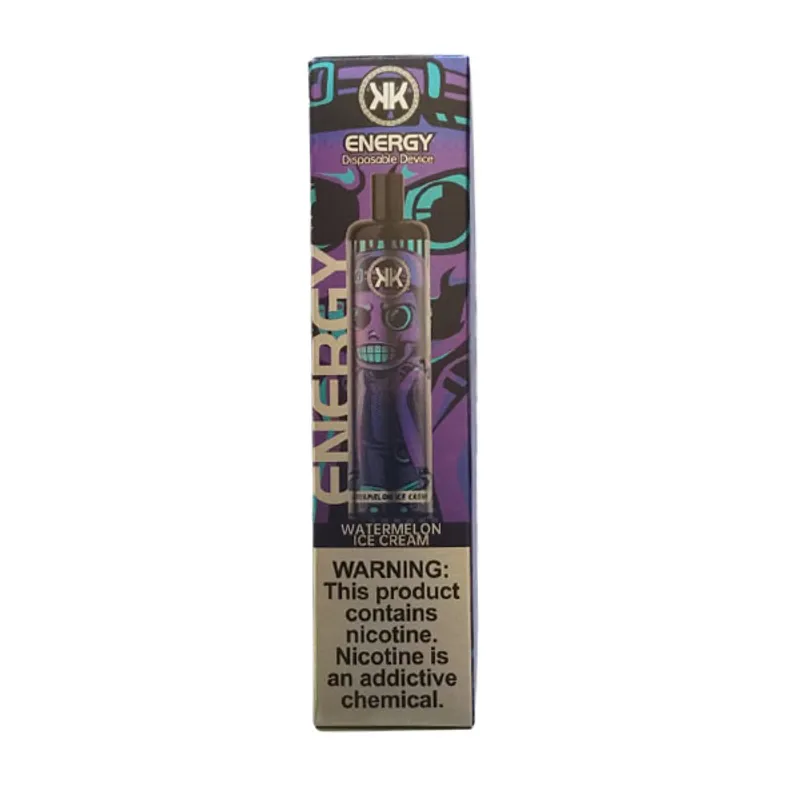 KK
ENERGY
Disposable Device
KK
ENERGY
WATERMELON
ICE CREAM
WARNING:
This product
contains
nicotine.
Nicotine is
an addictive
chemical.